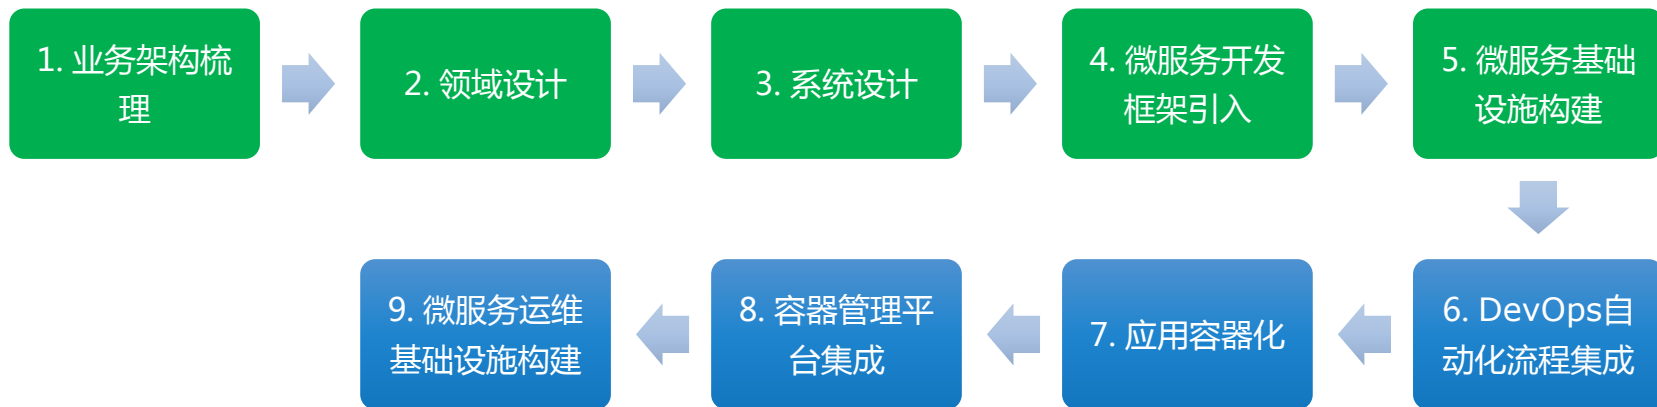 1. 业务架构梳
理
2. 领域设计
3. 系统设计
4. 微服务开发
框架引入
5. 微服务基础
设施构建
6. DevOps自
动化流程集成
7. 应用容器化
8. 容器管理平
台集成
9. 微服务运维
基础设施构建